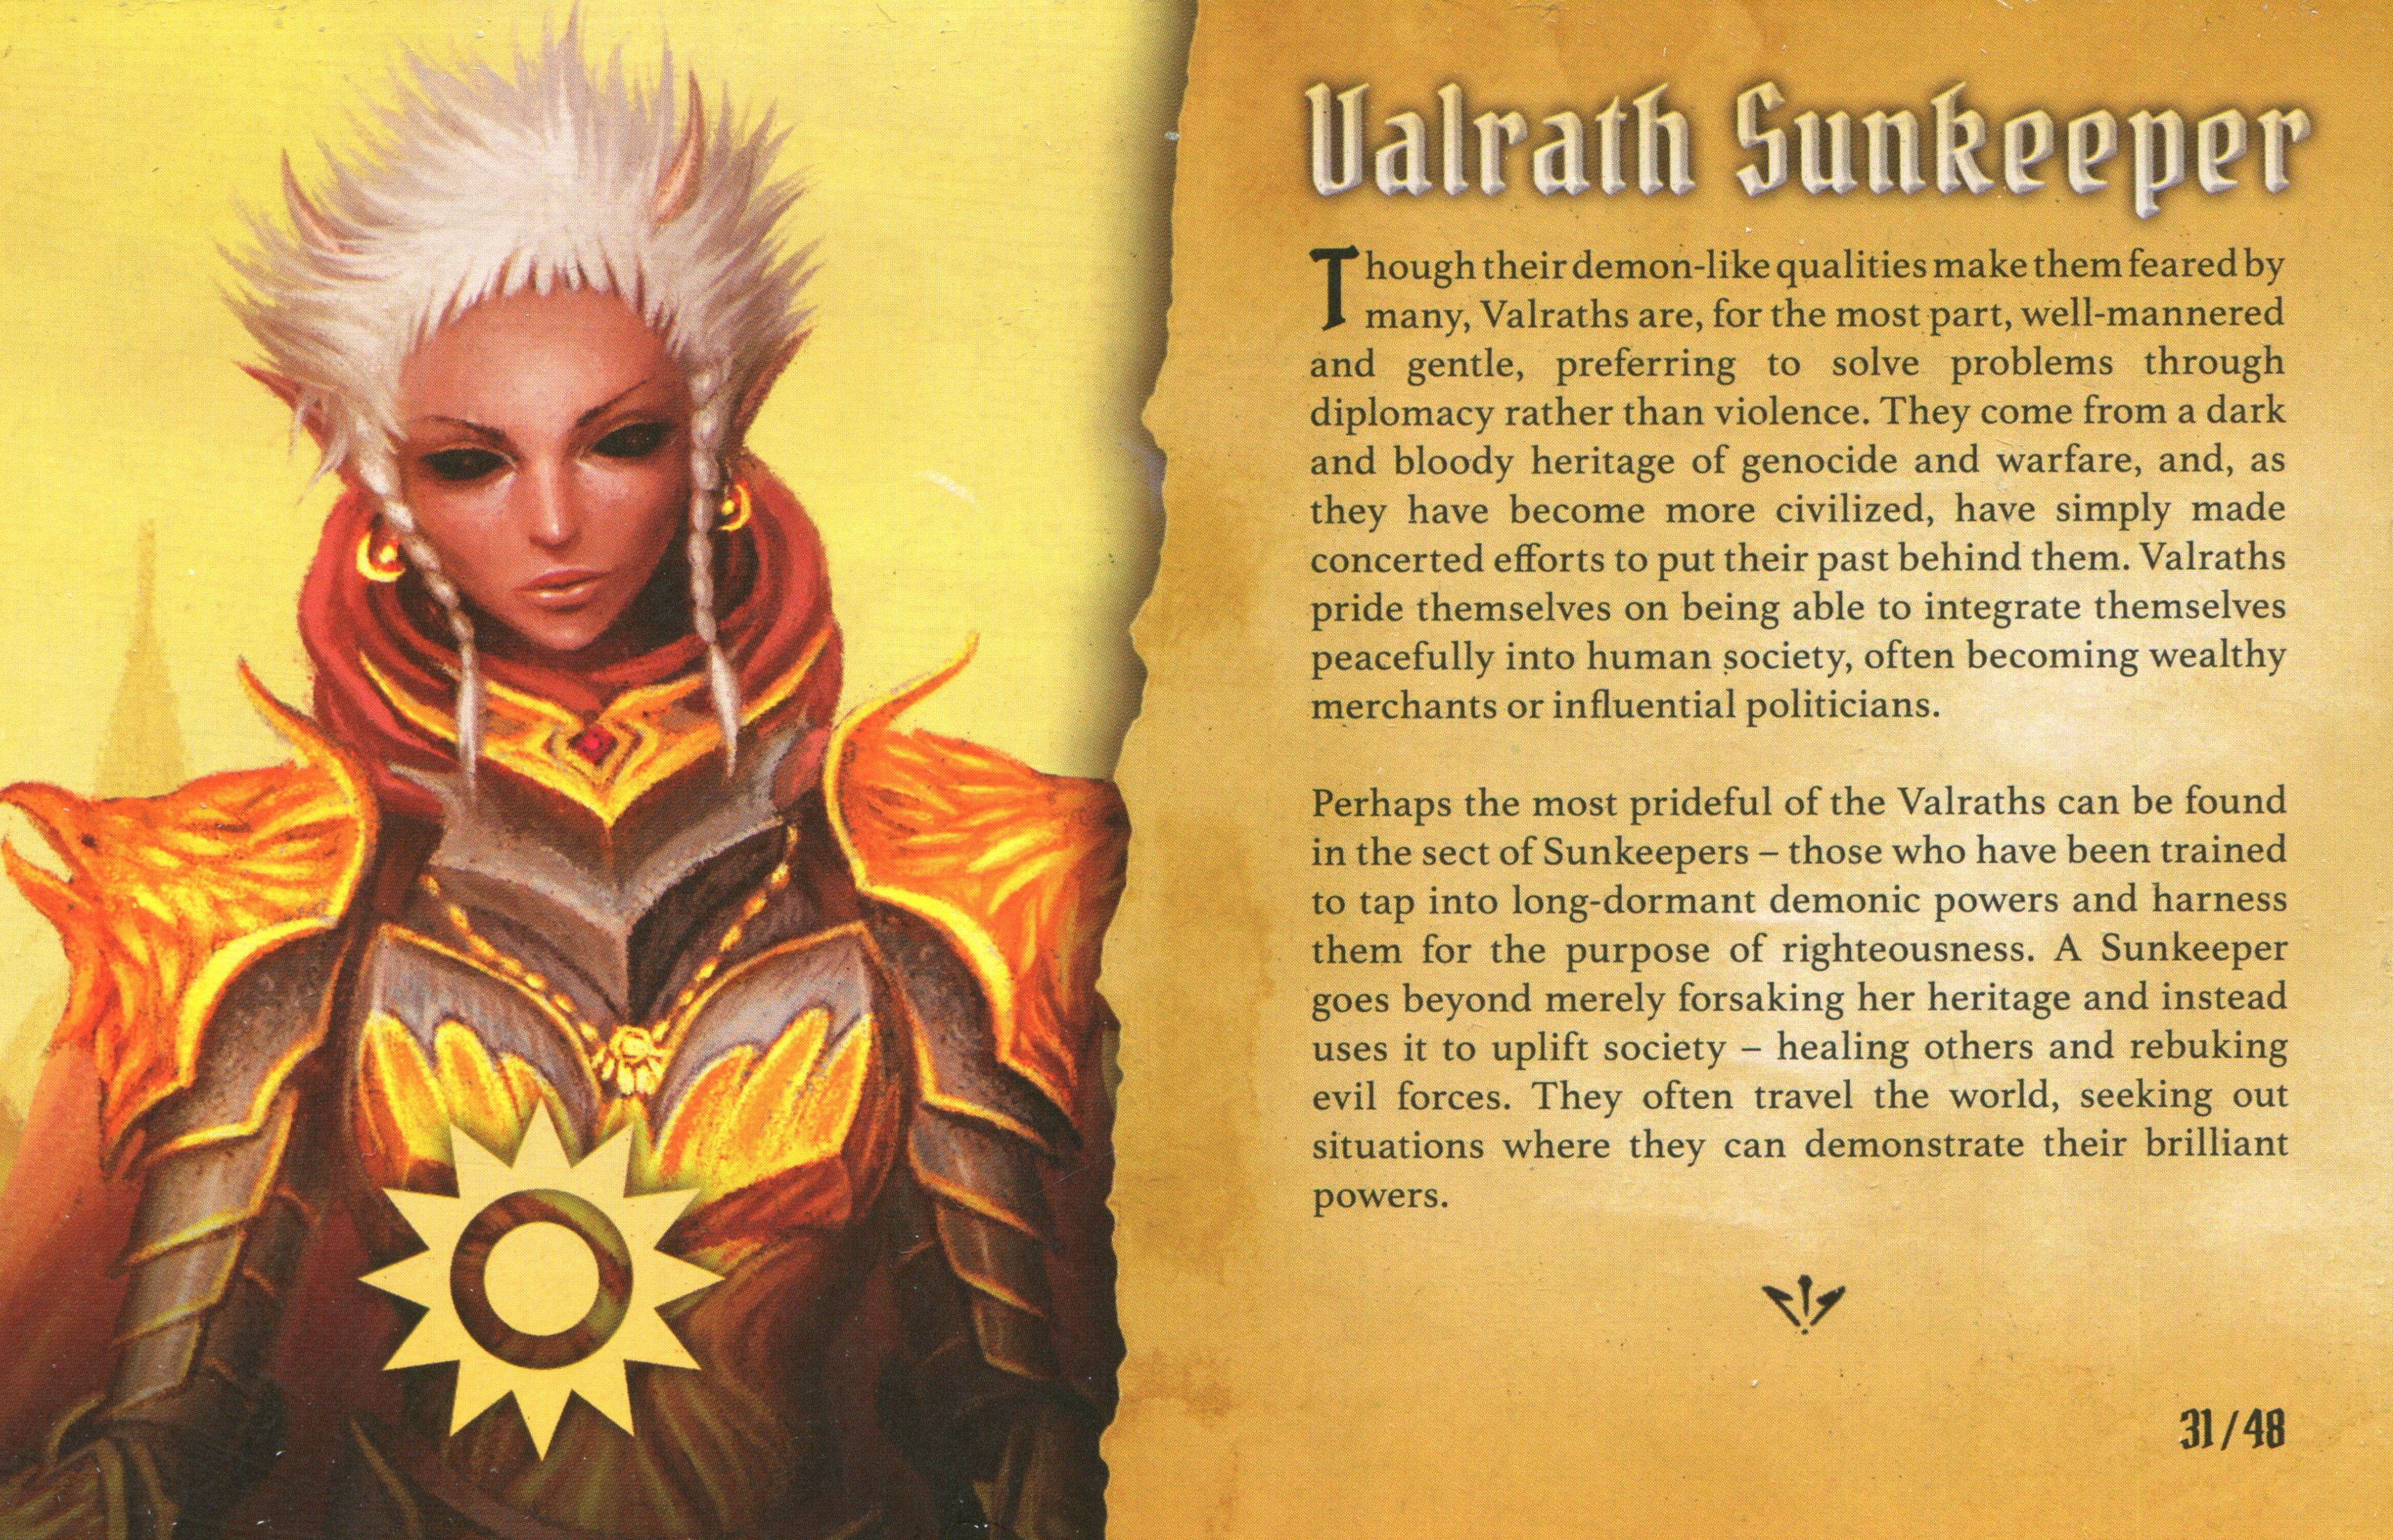 Valrath Sunkeeper
Though their demon-like qualities make them feared by
many, Valraths are, for the most part, well-mannered
and gentle, preferring to solve problems through
diplomacy rather than violence. They come from a dark
and bloody heritage of genocide and warfare, and, as
they have become more civilized, have simply made
concerted efforts to put their past behind them. Valraths
pride themselves on being able to integrate themselves
peacefully into human society, often becoming wealthy
merchants or influential politicians.
Perhaps the most prideful of the Valraths can be found
in the sect of Sunkeepers – those who have been trained
to tap into long-dormant demonic powers and harness
them for the purpose of righteousness. A Sunkeeper
goes beyond merely forsaking her heritage and instead
uses it to uplift society – healing others and rebuking
evil forces. They often travel the world, seeking out
situations where they can demonstrate their brilliant
powers.
31/48